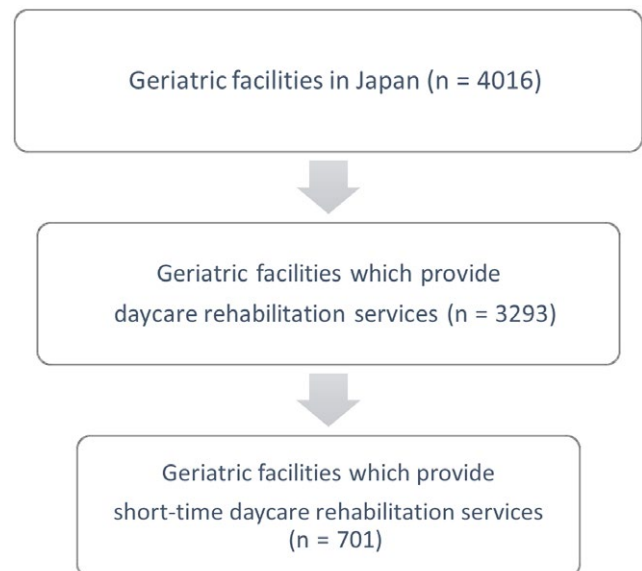 Geriatric facilities in Japan (n = 4016)
Geriatric facilities which provide
daycare rehabilitation services (n = 3293)
Geriatric facilities which provide
short-time daycare rehabilitation services
(n = 701)